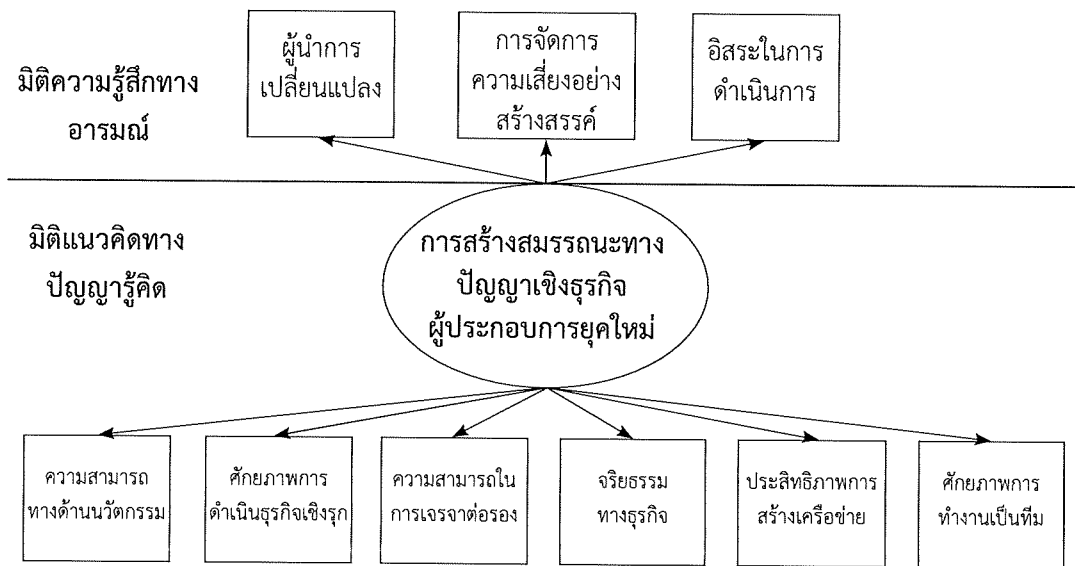 ผู้นำการ
เปลี่ยนแปลง
การจัดการ
ความเสี่ยงอย่าง
สร้างสรรค์
อิสระในการ
ดำเนินการ
มิติความรู้สึกทาง
อารมณ์
มิติแนวคิดทาง
ปัญญารู้คิด
การสร้างสมรรถนะทาง
ปัญญาเชิงธุรกิจ
ผู้ประกอบการยุคใหม่
ความสามารถ
ทางด้านนวัตกรรม
ศักยภาพการ
ดำเนินธุรกิจเชิงรุก
ความสามารถใน
การเจรจาต่อรอง
จริยธรรม
ทางธุรกิจ
ประสิทธิภาพการ
สร้างเครือข่าย
ศักยภาพการ
ทำงานเป็นทีม